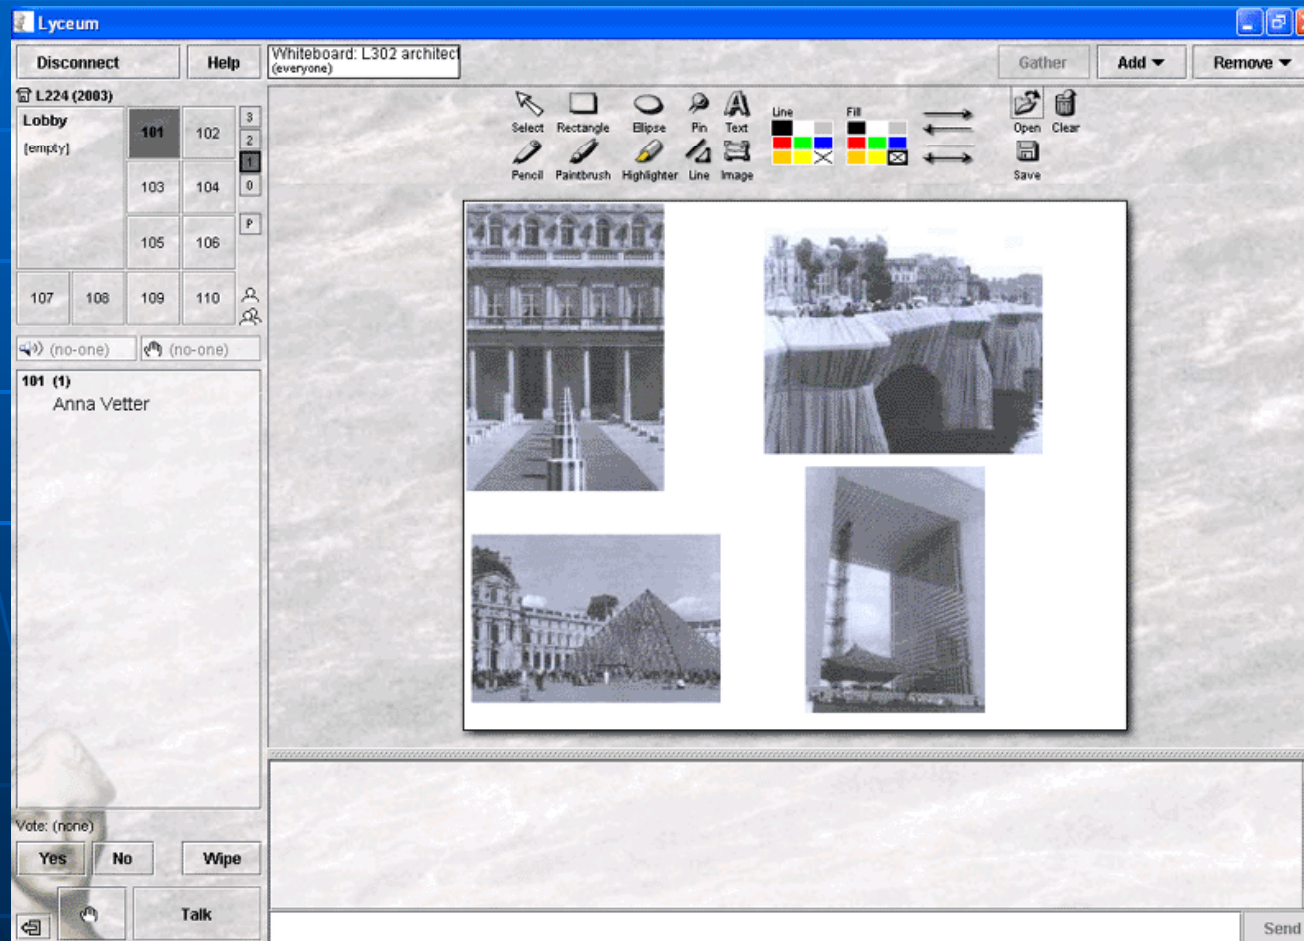 Lyceum
Disconnect
Help
Whiteboard: L302 architect
(everyone)
Gather
Add
Remove
L224 (2003)
Lobby
[empty]
101
102
103
104
105
106
107
108
109
110
3
2
1
0
P
(no-one)
(no-one)
101 (1)
Anna Vetter
Select
Rectangle
Ellipse
Pin
Text
Pencil
Paintbrush
Highlighter
Line
Image
Line
Fill
Open
Clear
Save
Vote: (none)
Yes
No
Wipe
Talk
Send